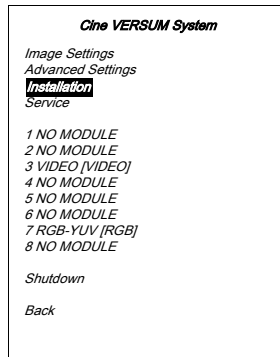 Cine VERSUM System
Image Settings
Advanced Settings
Installation
Service
1 NO MODULE
2 NO MODULE
3 VIDEO [VIDEO]
4 NO MODULE
5 NO MODULE
6 NO MODULE
7 RGB-YUV [RGB]
8 NO MODULE
Shutdown
Back